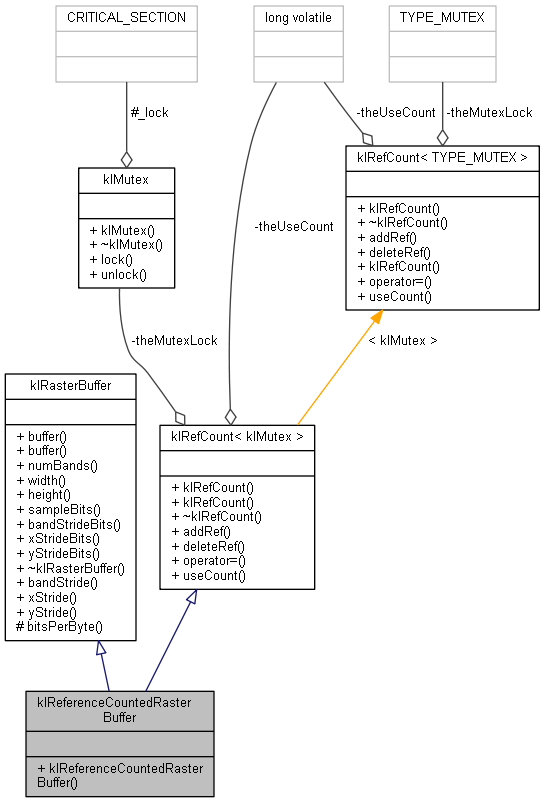 CRITICAL_SECTION
long volatile
TYPE_MUTEX
#_lock
-theUseCount
-theMutexLock
klMutex
+ klMutex()
+ ~klMutex()
+ lock()
+ unlock()
klRefCount< TYPE_MUTEX >
+ klRefCount()
+ ~klRefCount()
+ addRef()
+ deleteRef()
+ klRefCount()
+ operator=()
+ useCount()
-theUseCount
-theMutexLock
< klMutex >
klRasterBuffer
+ buffer()
+ buffer()
+ numBands()
+ width()
+ height()
+ sampleBits()
+ bandStrideBits()
+ xStrideBits()
+ yStrideBits()
+ ~klRasterBuffer()
+ bandStride()
+ xStride()
+ yStride()
# bitsPerByte()
klRefCount< klMutex >
+ klRefCount()
+ klRefCount()
+ ~klRefCount()
+ addRef()
+ deleteRef()
+ operator=()
+ useCount()
klReferenceCountedRaster
Buffer
+ klReferenceCountedRaster
Buffer()